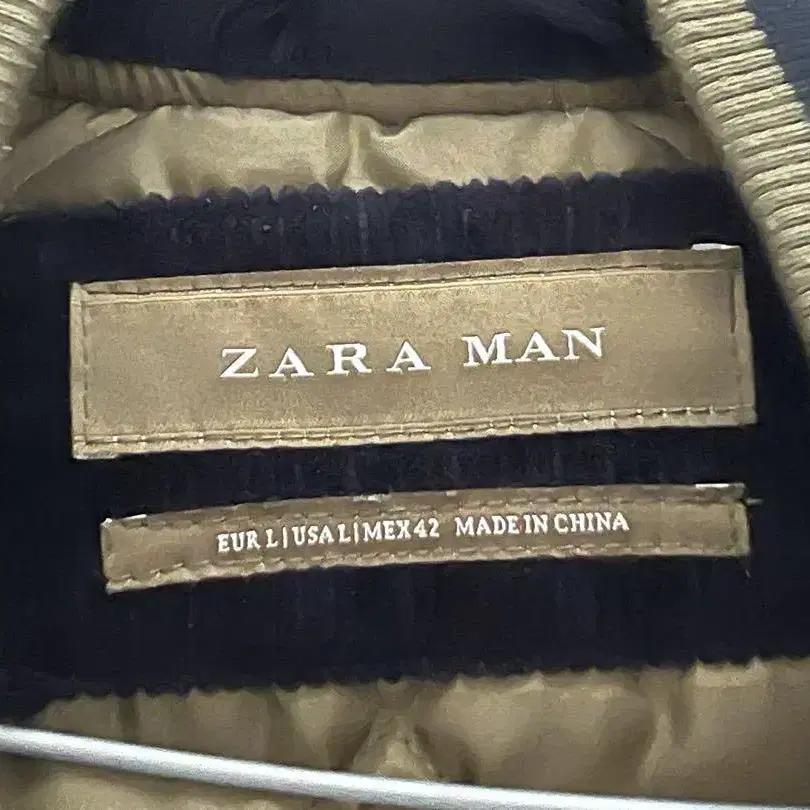 ZARA MAN
EUR L|USA L|MEX 42 MADE IN CHINA